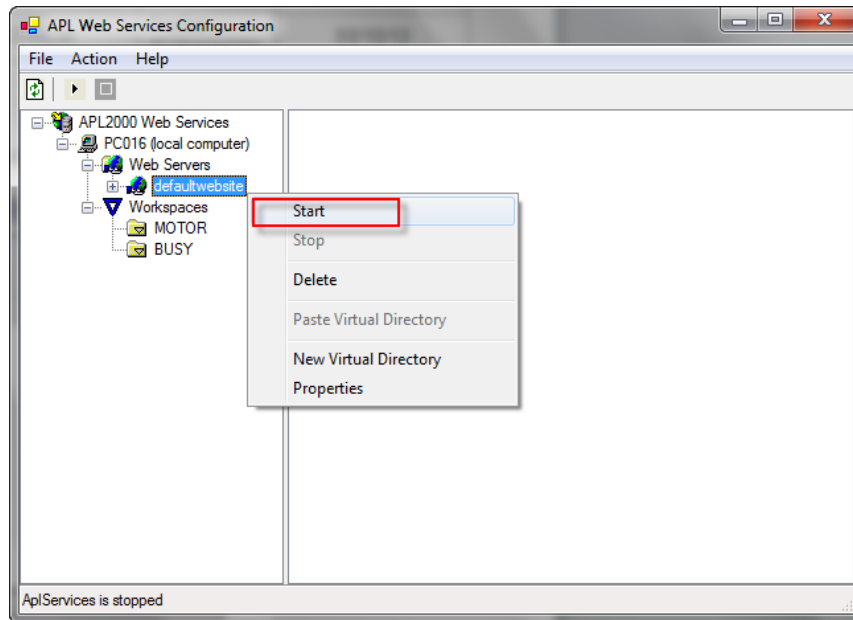 APL Web Services Configuration
File Action Help
APL2000 Web Services
PC016 (local computer)
Web Servers
defaultwebsite
Workspaces
MOTOR
BUSY
Start
Stop
Delete
Paste Virtual Directory
New Virtual Directory
Properties
AplServices is stopped